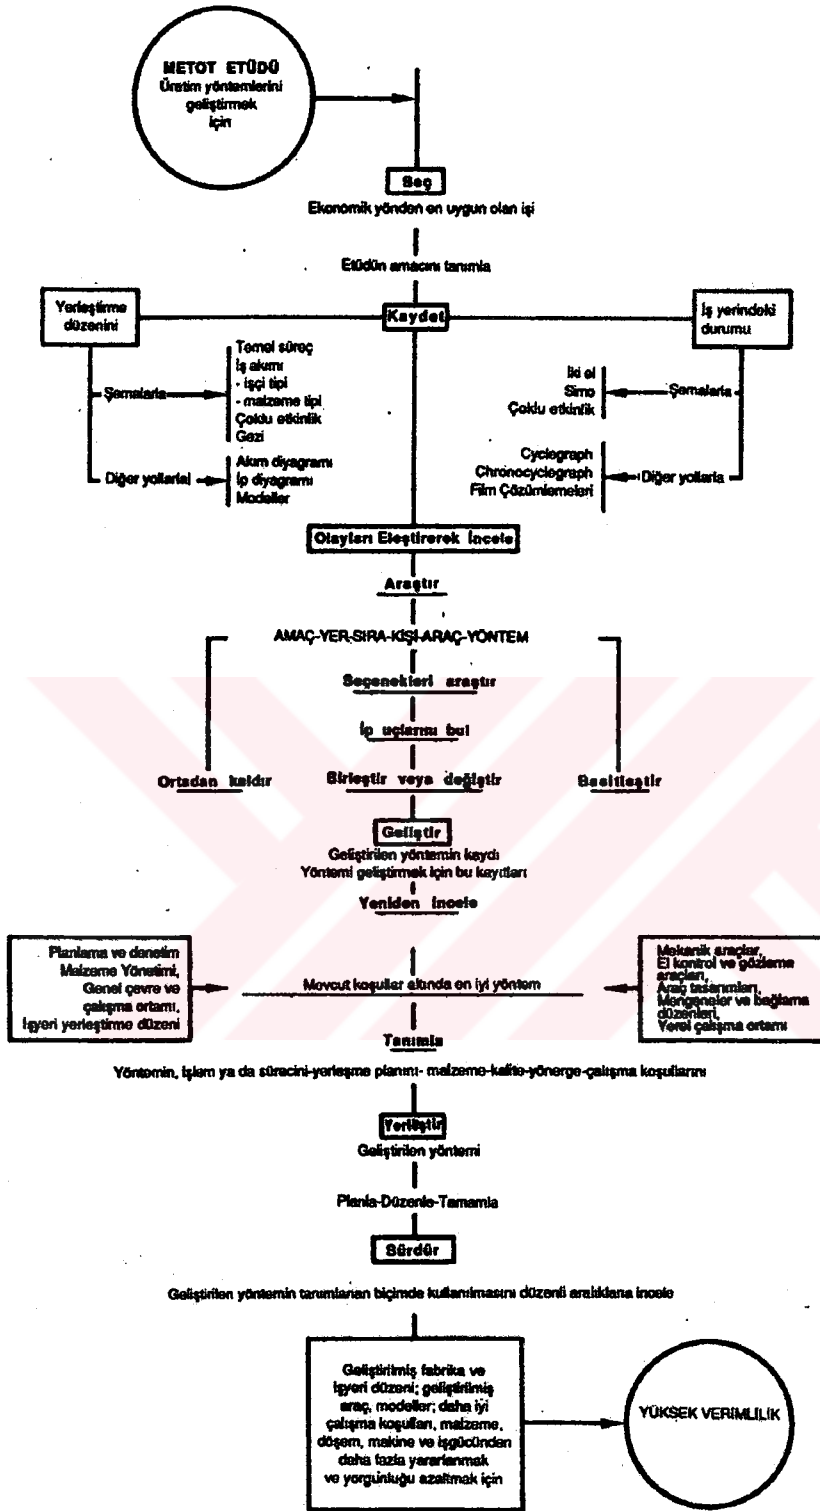 METOT ETÜDÜ
Üretim yöntemlerini
geliştirmek
için
Seç
Ekonomik yönden en uygun olan işi
Etüdün amacını tanımla
Yerleştirme
düzenini
Kaydet
İş yerindeki
durumu
Şemalarla
Temel süreç
İş akımı
- işçi tipi
- malzeme tipi
Çoklu etkinlik
Gezi
İki el
Simo
Çoklu etkinlik
Şemalarla
Diğer yollarlal
Akım diyagramı
İp diyagramı
Modeller
Cyclegraph
Chronocyclegraph
Film Çözümlemeleri
Diğer yollarla
Olayları Eleştirerek İncele
Araştır
AMAÇ-YER-SIRA-KİŞİ-ARAÇ-YÖNTEM
Seçenekleri araştır
İp uçlarını bul
Ortadan kaldır
Birleştir veya değiştir
Basitleştir
Geliştir
Geliştirilen yöntemin kaydı
Yöntemi geliştirmek için bu kayıtları
Yeniden incele
Planlama ve denetim
Malzeme Yönetimi,
Genel çevre ve
çalışma ortamı,
İşyeri yerleştirme düzeni
Mevcut koşullar altında en iyi yöntem
Mekanik araçlar,
El kontrol ve gözleme
araçları,
Araç tasarımları,
Mengeneler ve bağlama
düzenleri,
Yerel çalışma ortamı
Tanımla
Yöntemin, işlem ya da sürecini-yerleşme planını- malzeme-kalite-yönerge-çalışma koşullarını
Yerleştir
Geliştirilen yöntemi
Planla-Düzenle-Tamamla
Sürdür
Geliştirilen yöntemin tanımlanan biçimde kullanılmasını düzenli aralıklana incele
Geliştirilmiş fabrika ve
işyeri düzeni; geliştirilmiş
araç, modeller; daha iyi
çalışma koşulları, malzeme,
döşem, makine ve işgücünden
daha fazla yararlanmak
ve yorgunluğu azaltmak için
YÜKSEK VERİMLİLİK